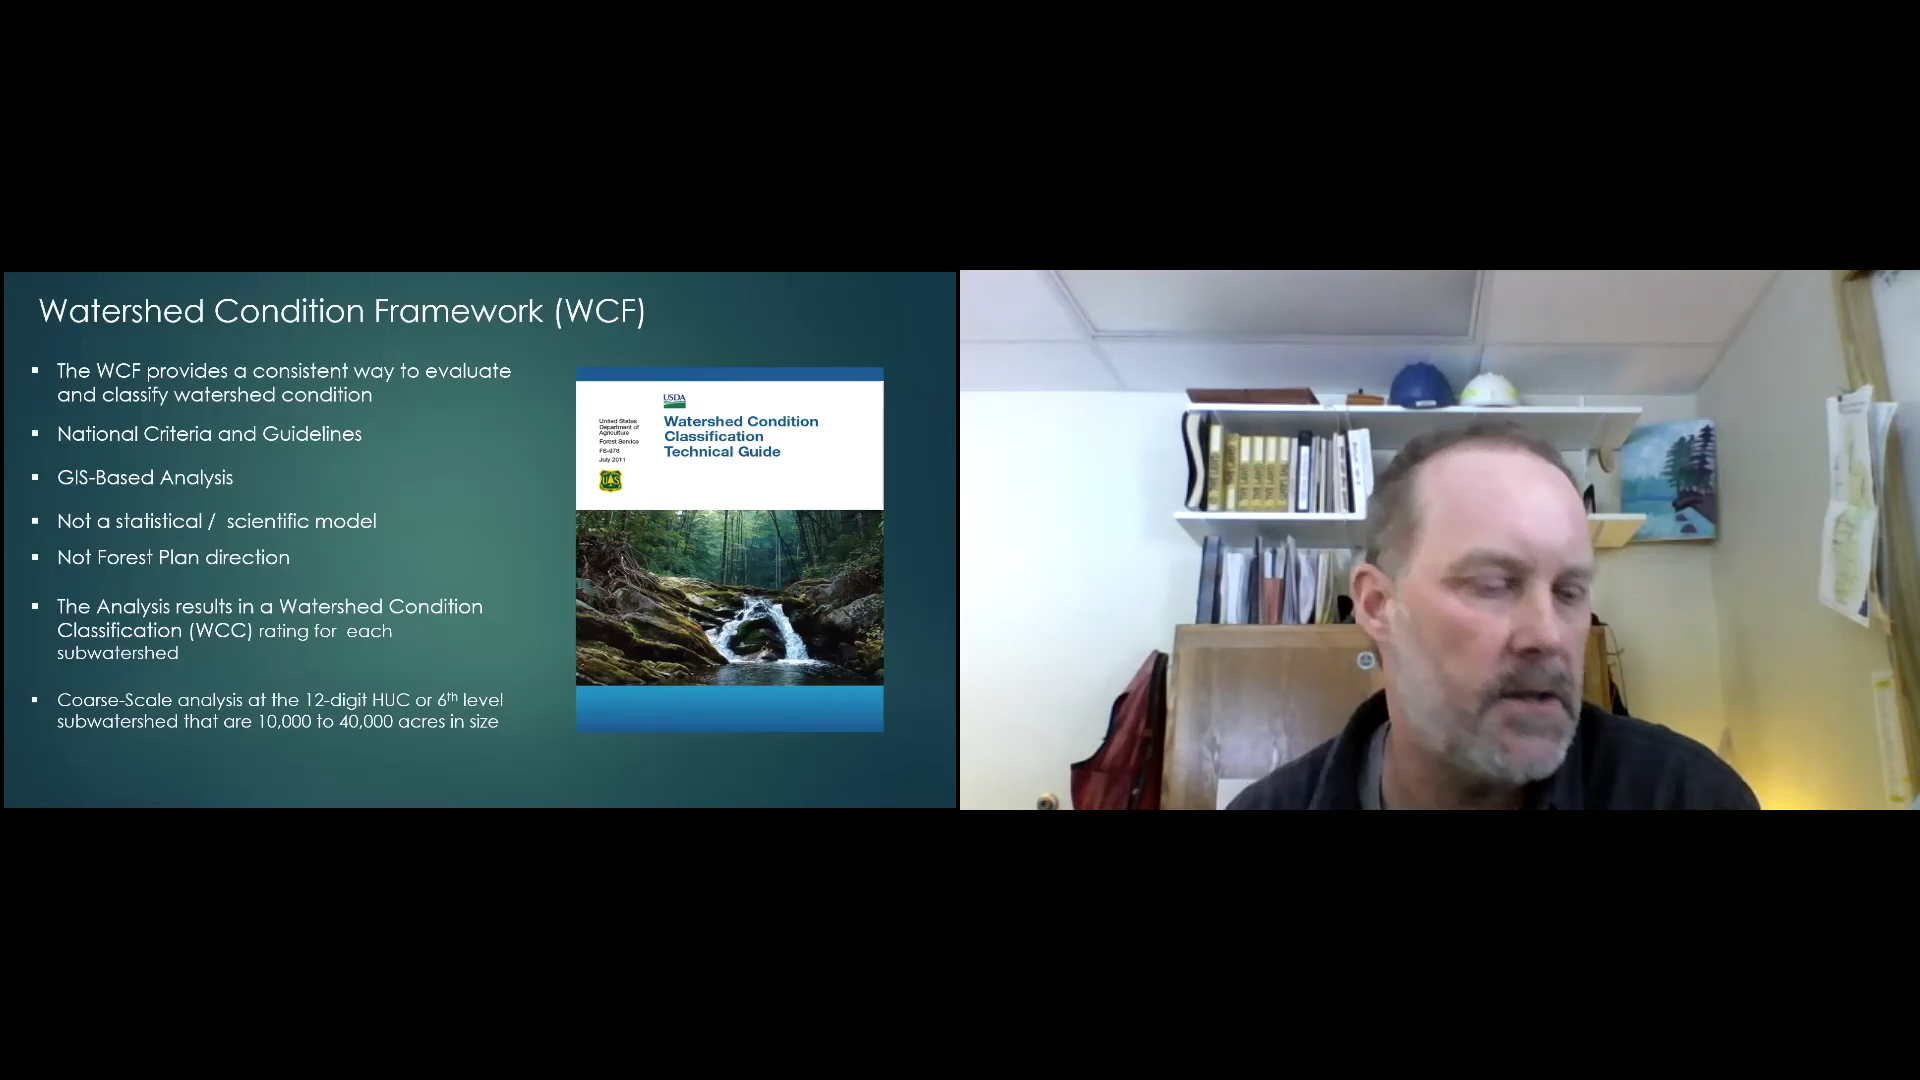 Watershed Condition Framework (WCF)
▪ The WCF provides a consistent way to evaluate
and classify watershed condition
▪ National Criteria and Guidelines
▪ GIS-Based Analysis
▪ Not a statistical / scientific model
▪ Not Forest Plan direction
▪ The Analysis results in a Watershed Condition
Classification (WCC) rating for each
subwatershed
▪ Coarse-Scale analysis at the 12-digit HUC or 6th level
subwatershed that are 10,000 to 40,000 acres in size
USDA
United States
Department of
Agriculture
Forest Service
FS-978
July 2011
Watershed Condition
Classification
Technical Guide
U S